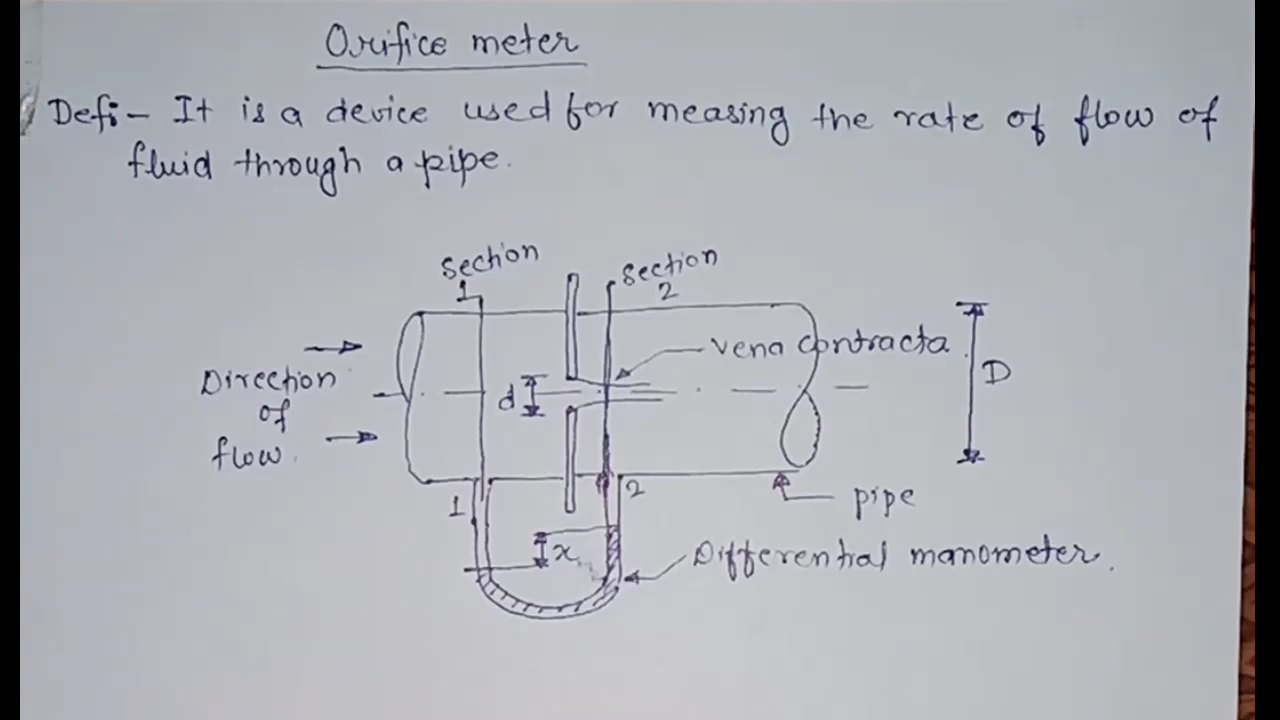 Orifice meter
Defi:- It is a device used for measing the rate of flow of
fluid through a pipe.
Section
1
Section
2
Vena contracta
D
Direction
of
flow.
d
1
2
pipe
x
Differential manometer.